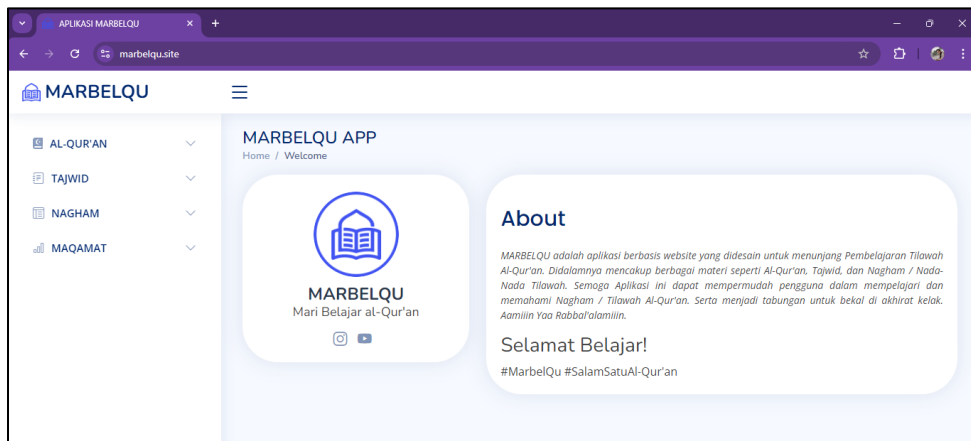 APLIKASI MARBELQU
marbelqu.site
MARBELQU
AL-QUR'AN
TAJWID
NAGHAM
MAQAMAT
MARBELQU APP
Home / Welcome
MARBELQU
Mari Belajar al-Qur'an
About
MARBELQU adalah aplikasi berbasis website yang didesain untuk menunjang Pembelajaran Tilawah
Al-Qur'an. Didalamnya mencakup berbagai materi seperti Al-Qur'an, Tajwid, dan Nagham / Nada-
Nada Tilawah. Semoga Aplikasi ini dapat mempermudah pengguna dalam mempelajari dan
memahami Nagham / Tilawah Al-Qur'an. Serta menjadi tabungan untuk bekal di akhirat kelak.
Aamiiin Yaa Rabbal'alamiiin.
Selamat Belajar!
#MarbelQu #SalamSatuAl-Qur'an